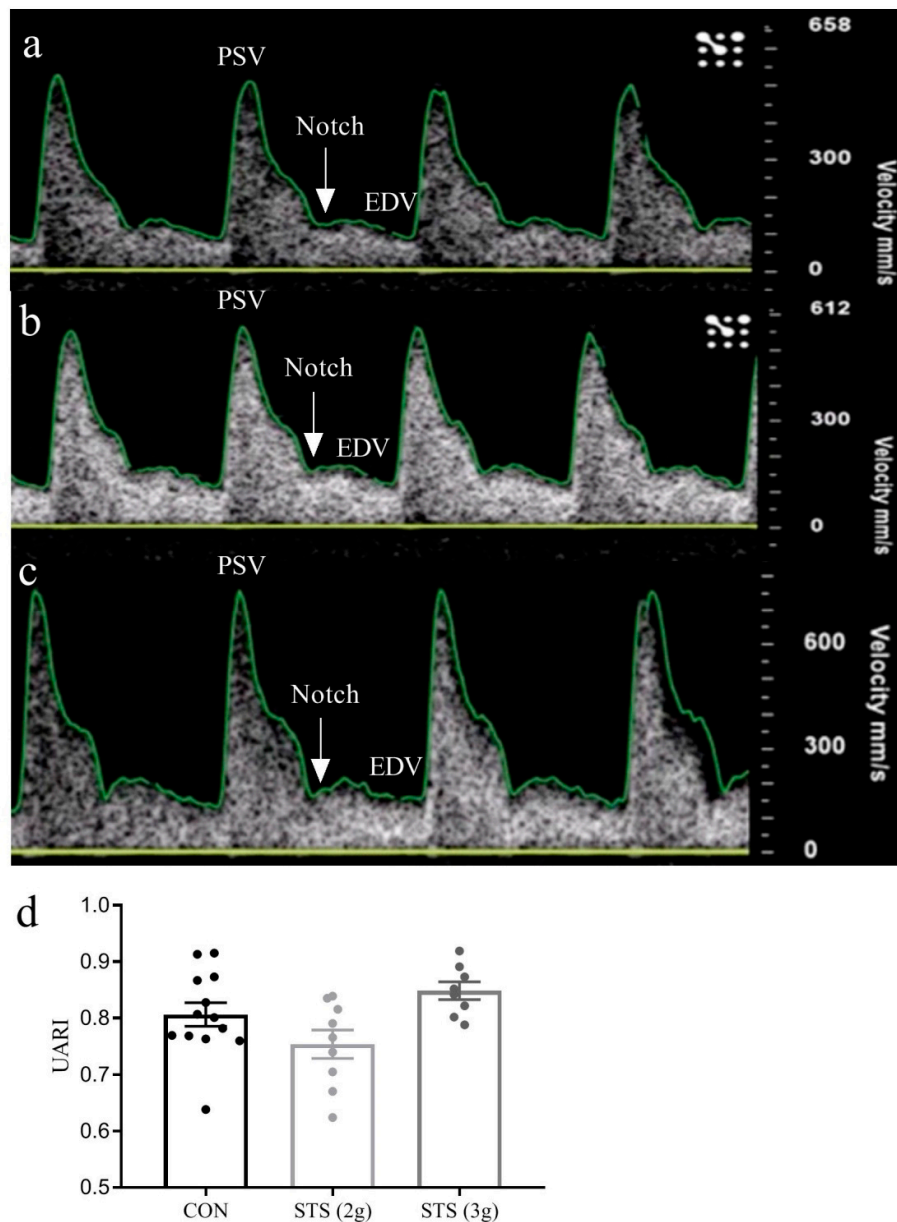 a
PSV
Notch
EDV
658
300
0
Velocity mm/s
b
PSV
Notch
EDV
612
300
0
Velocity mm/s
c
PSV
Notch
EDV
600
300
0
Velocity mm/s
d
UARI
1.0
0.9
0.8
0.7
0.6
0.5
CON STS (2g) STS (3g)